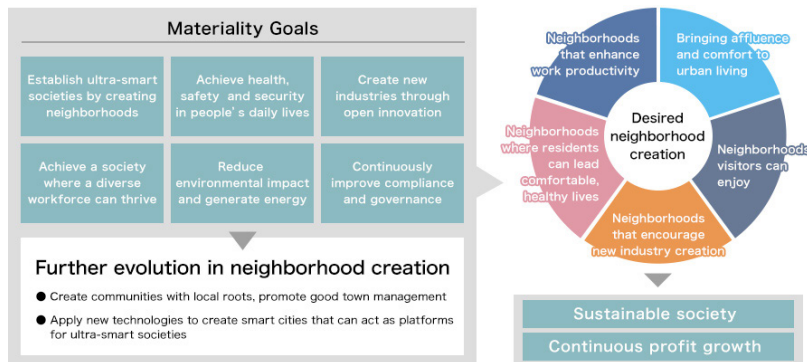 Materiality Goals
Establish ultra-smart
societies by creating
neighborhoods
Achieve health,
safety and security
in people's daily lives
Create new
industries through
open innovation
Achieve a society
where a diverse
workforce can thrive
Reduce
environmental impact
and generate energy
Continuously
improve compliance
and governance
Further evolution in neighborhood creation
● Create communities with local roots, promote good town management
● Apply new technologies to create smart cities that can act as platforms
for ultra-smart societies
Neighborhoods
that enhance
work productivity
Bringing affluence
and comfort to
urban living
Desired
neighborhood
creation
Neighborhoods
where residents
can lead
comfortable,
healthy lives
Neighborhoods
visitors can
enjoy
Neighborhoods
that encourage
new industry creation
Sustainable society
Continuous profit growth